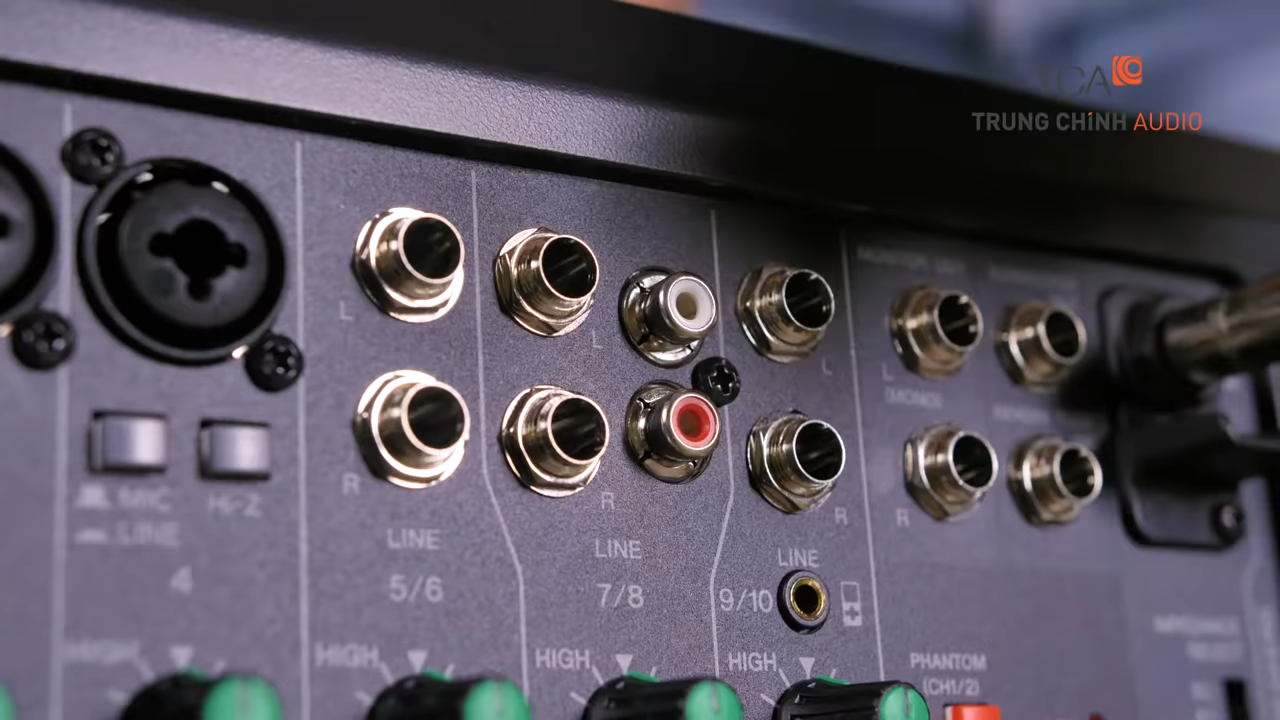 TCA
TRUNG CHÍNH AUDIO
L
L
L
L
(MONO)
R
R
R
R
MIC
Hi-Z
LINE
4
LINE
5/6
LINE
7/8
LINE
9/10
HIGH
HIGH
HIGH
HIGH
PHANTOM
(CH1/2)